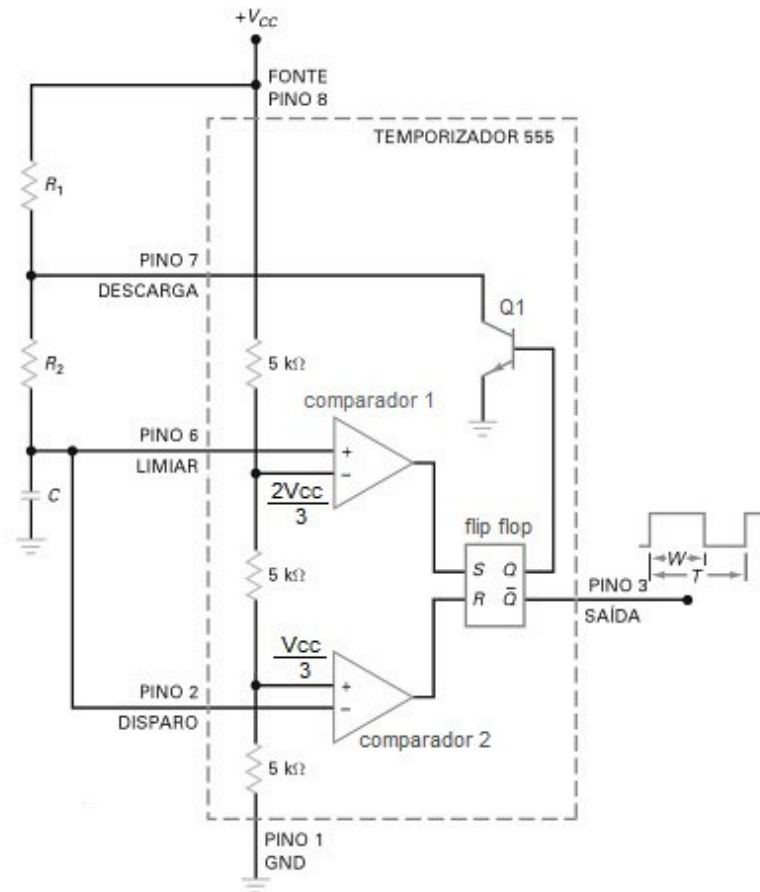 +VCC
FONTE
PINO 8
TEMPORIZADOR 555
R1
PINO 7
DESCARGA
Q1
R2
5 kΩ
comparador 1
PINO 6
LIMIAR
+
−
C
2Vcc
3
flip flop
S Q
R Q̅
W
T
5 kΩ
PINO 3
SAÍDA
Vcc
3
+
−
PINO 2
DISPARO
comparador 2
5 kΩ
PINO 1
GND